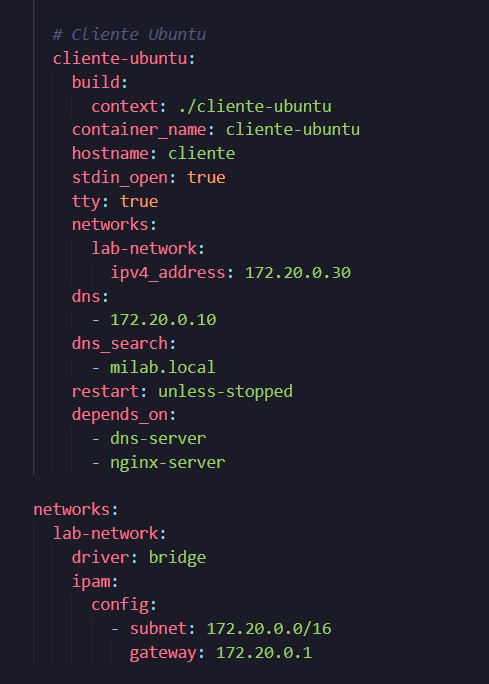 # Cliente Ubuntu
cliente-ubuntu:
build:
context: ./cliente-ubuntu
container_name: cliente-ubuntu
hostname: cliente
stdin_open: true
tty: true
networks:
lab-network:
ipv4_address: 172.20.0.30
dns:
- 172.20.0.10
dns_search:
- milab.local
restart: unless-stopped
depends_on:
- dns-server
- nginx-server
networks:
lab-network:
driver: bridge
ipam:
config:
- subnet: 172.20.0.0/16
gateway: 172.20.0.1